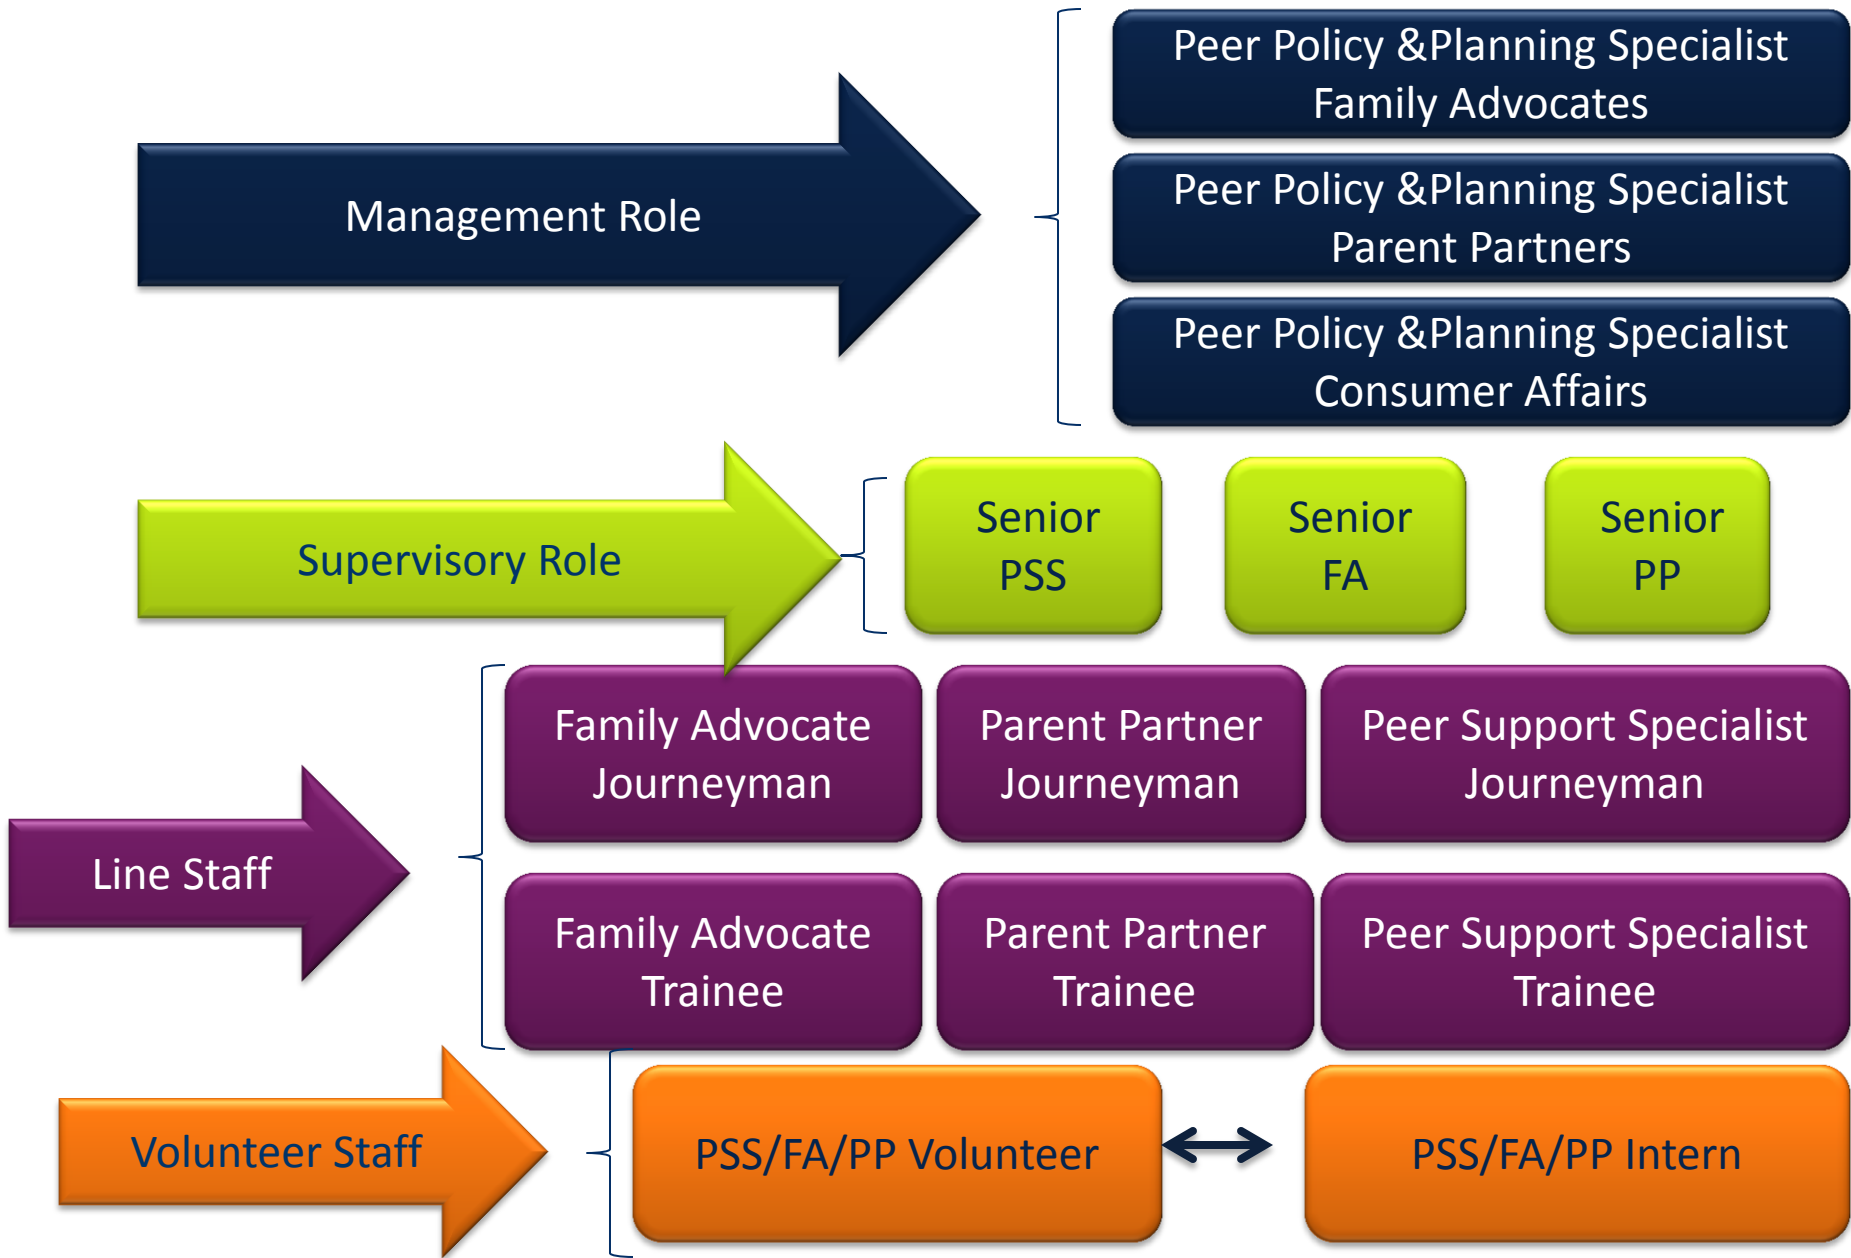 Management Role
Peer Policy &Planning Specialist
Family Advocates
Peer Policy &Planning Specialist
Parent Partners
Peer Policy &Planning Specialist
Consumer Affairs
Supervisory Role
Senior
PSS
Senior
FA
Senior
PP
Line Staff
Family Advocate
Journeyman
Parent Partner
Journeyman
Peer Support Specialist
Journeyman
Family Advocate
Trainee
Parent Partner
Trainee
Peer Support Specialist
Trainee
Volunteer Staff
PSS/FA/PP Volunteer
PSS/FA/PP Intern